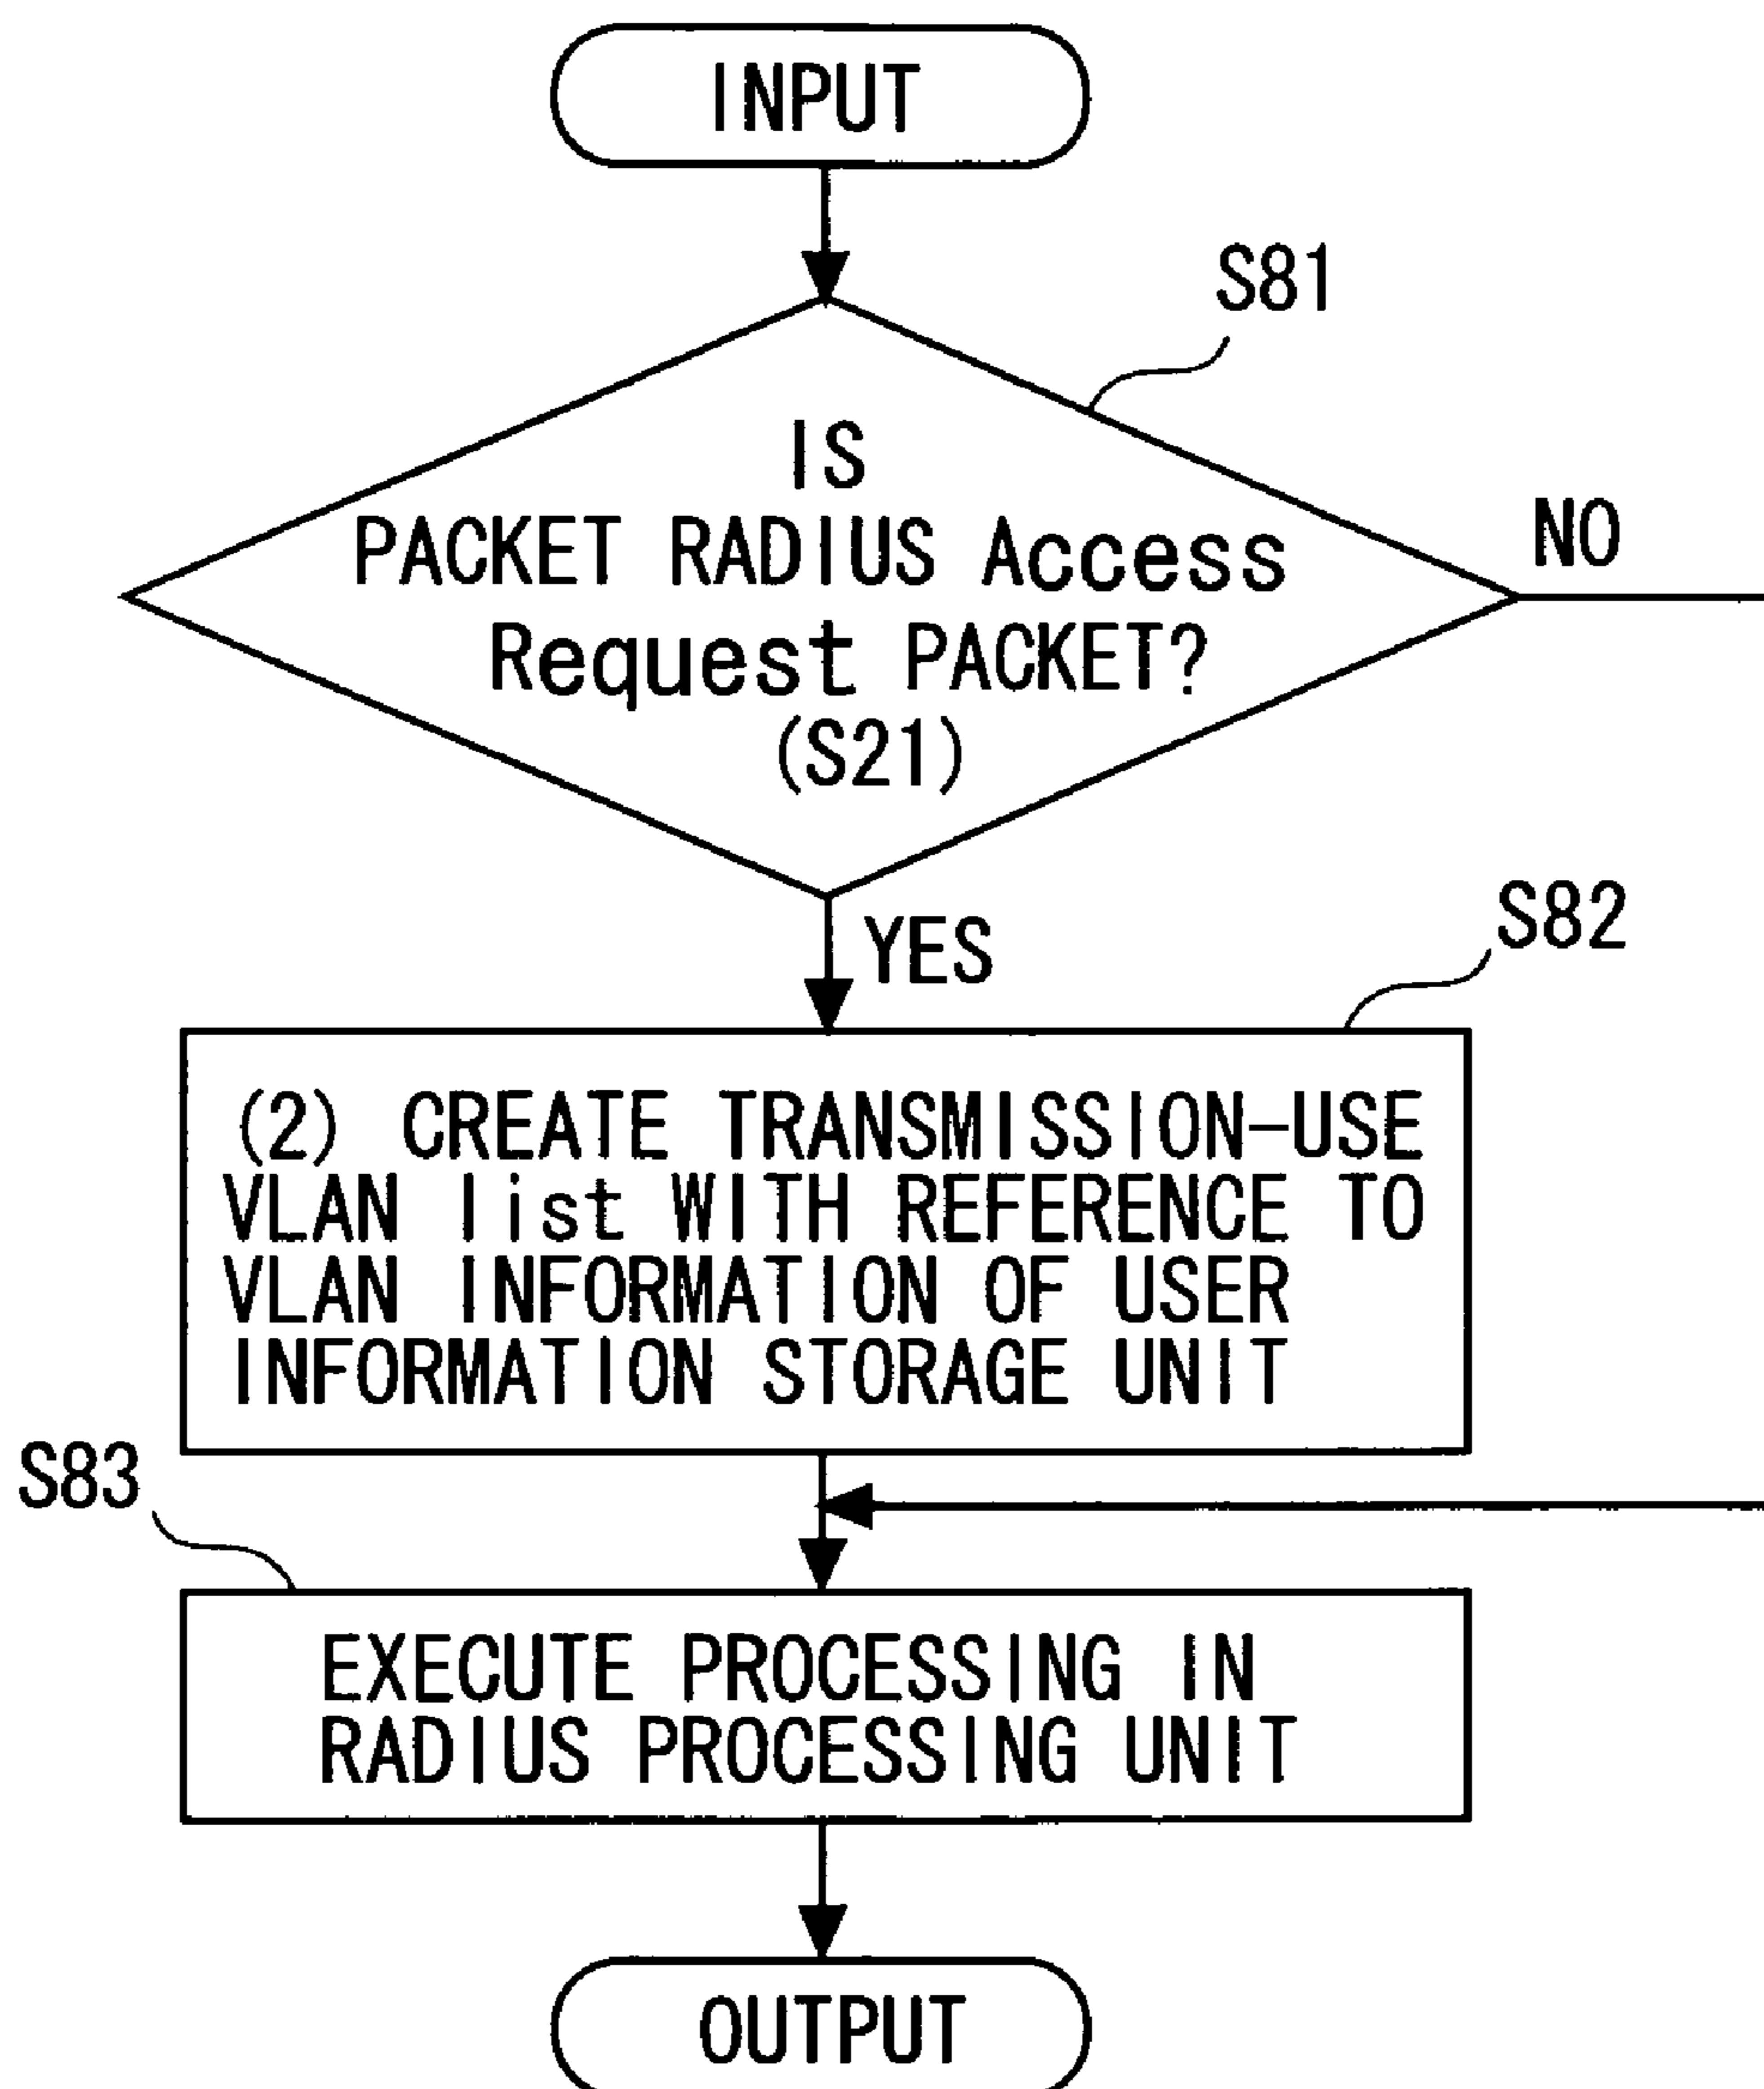 INPUT
S81
IS
PACKET RADIUS Access
Request PACKET?
(S21)
NO
YES
S82
(2) CREATE TRANSMISSION-USE
VLAN list WITH REFERENCE TO
VLAN INFORMATION OF USER
INFORMATION STORAGE UNIT
S83
EXECUTE PROCESSING IN
RADIUS PROCESSING UNIT
OUTPUT